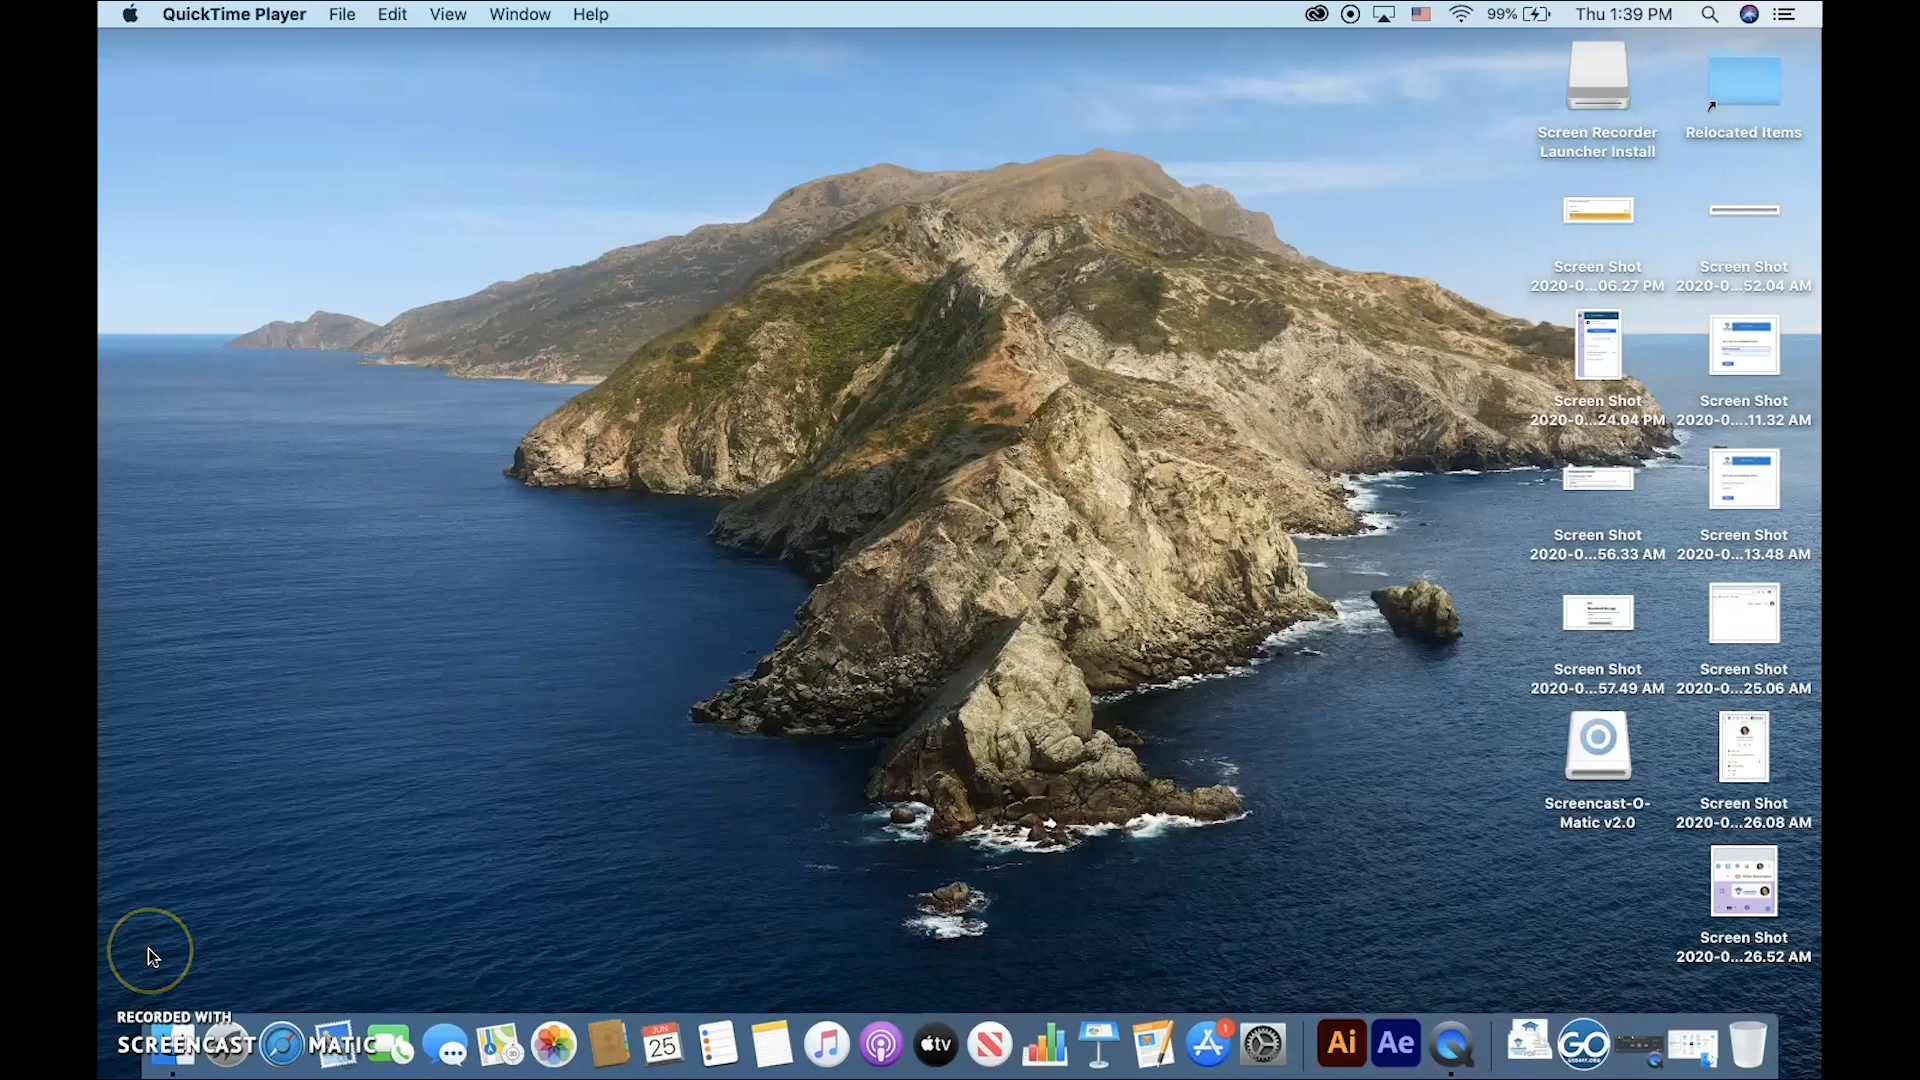 QuickTime Player File Edit View Window Help 99% Thu 1:39 PM
Screen Recorder
Launcher Install
Relocated Items
Screen Shot
2020-0...06.27 PM
Screen Shot
2020-0...52.04 AM
Screen Shot
2020-0...24.04 PM
Screen Shot
2020-0....11.32 AM
Screen Shot
2020-0...56.33 AM
Screen Shot
2020-0...13.48 AM
Screen Shot
2020-0...57.49 AM
Screen Shot
2020-0...25.06 AM
Screencast-O-
Matic v2.0
Screen Shot
2020-0...26.08 AM
Screen Shot
2020-0...26.52 AM
RECORDED WITH
SCREENCAST MATIC
JUN
25
tv
1
Ai
Ae
GO